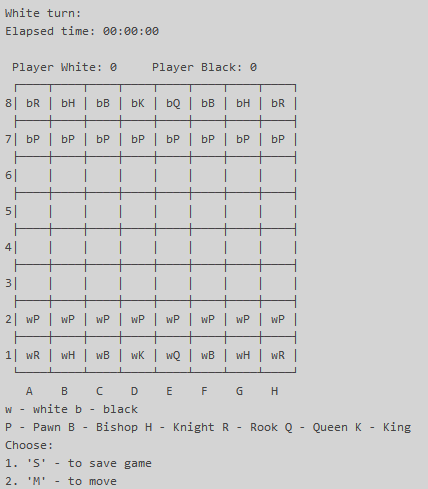 White turn:
Elapsed time: 00:00:00
Player White: 0 Player Black: 0
8| bR | bH | bB | bK | bQ | bB | bH | bR |
7| bP | bP | bP | bP | bP | bP | bP | bP |
6| | | | | | | | |
5| | | | | | | | |
4| | | | | | | | |
3| | | | | | | | |
2| wP | wP | wP | wP | wP | wP | wP | wP |
1| wR | wH | wB | wK | wQ | wB | wH | wR |
A B C D E F G H
w - white b - black
P - Pawn B - Bishop H - Knight R - Rook Q - Queen K - King
Choose:
1. 'S' - to save game
2. 'M' - to move